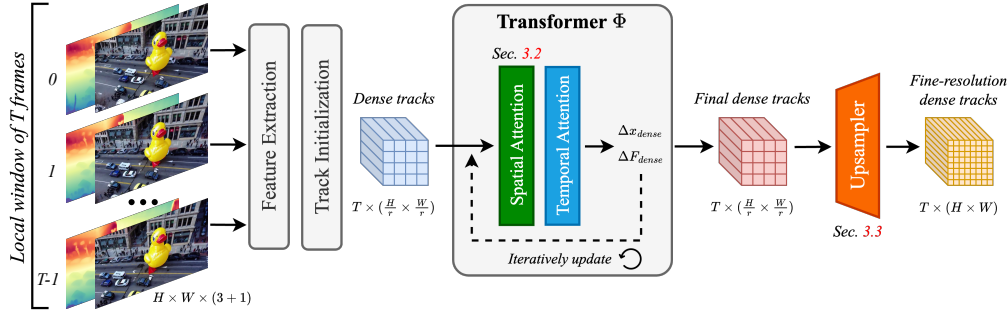 Local window of T frames
0
1
T-1
H × W × (3 + 1)
Feature Extraction
Track Initialization
Dense tracks
T × (H/r × W/r)
Transformer Φ
Sec. 3.2
Spatial Attention
Temporal Attention
Δx_dense
ΔF_dense
Iteratively update
Final dense tracks
T × (H/r × W/r)
Upsampler
Sec. 3.3
Fine-resolution
dense tracks
T × (H × W)